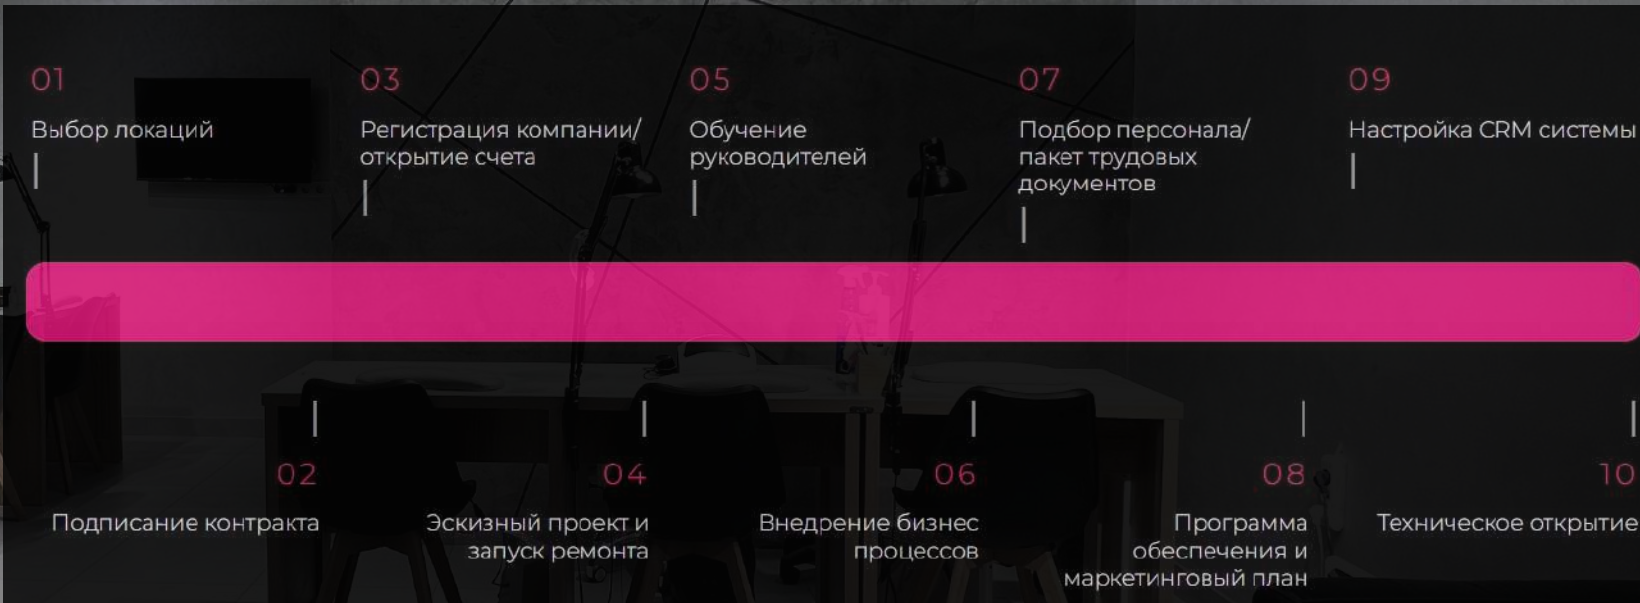 01
Выбор локаций
03
Регистрация компании/
открытие счета
05
Обучение
руководителей
07
Подбор персонала/
пакет трудовых
документов
09
Настройка CRM системы
02
Подписание контракта
04
Эскизный проект и
запуск ремонта
06
Внедрение бизнес
процессов
08
Программа
обеспечения и
маркетинговый план
10
Техническое открытие